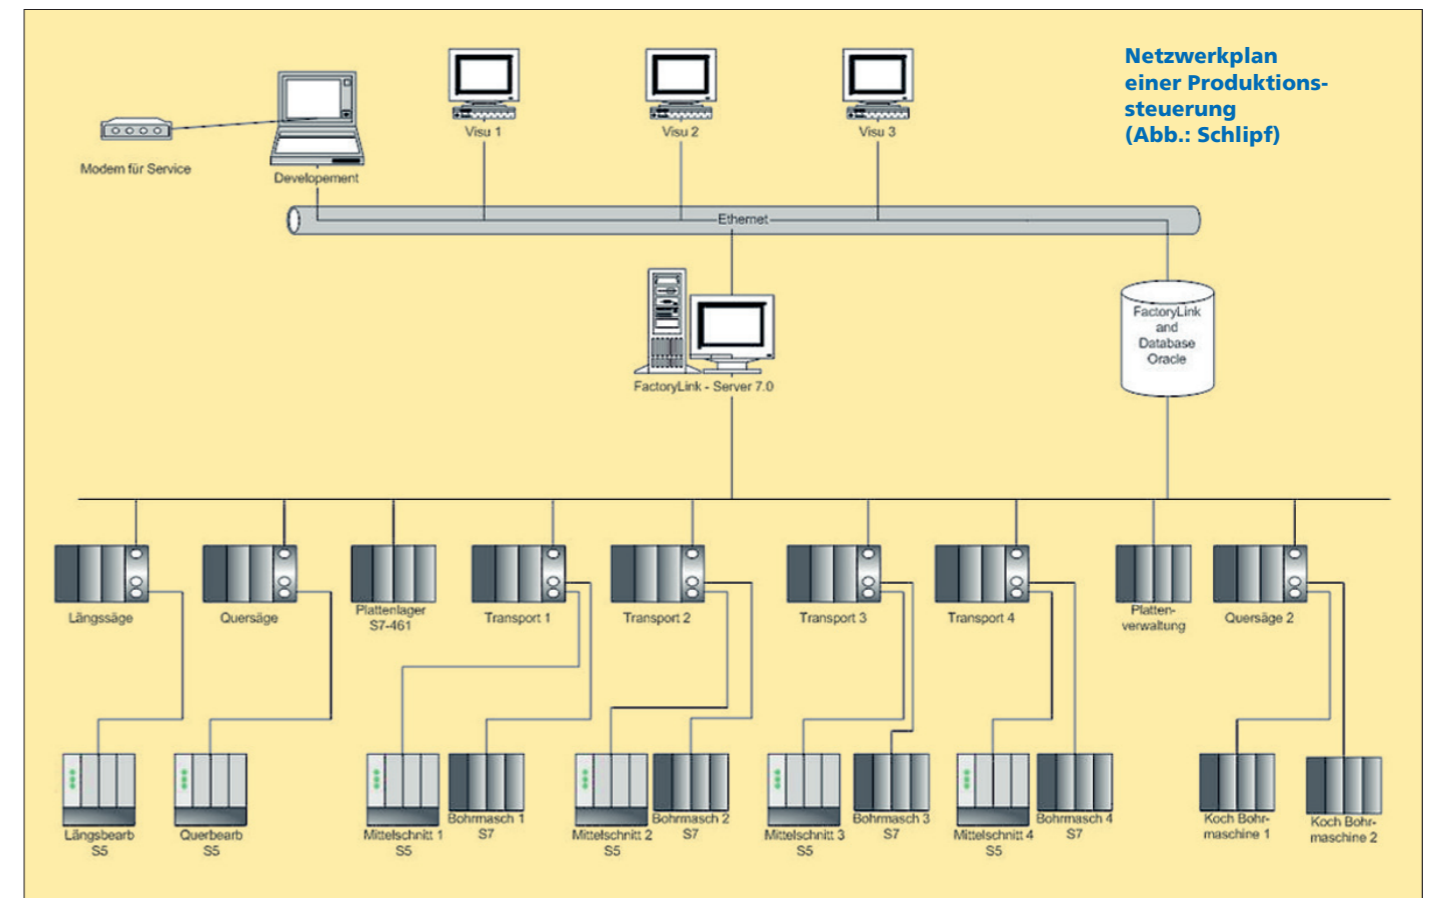 Netzwerkplan
einer Produktions-
steuerung
(Abb.: Schlipf)
Visu 1
Visu 2
Visu 3
Modem für Service
Developement
Ethernet
FactoryLink
and
Database
Oracle
FactoryLink - Server 7.0
Längssäge
Quersäge
Plattenlager
S7-461
Transport 1
Transport 2
Transport 3
Transport 4
Platten-
verwaltung
Quersäge 2
Längsbearb
S5
Querbearb
S5
Mittelschnitt 1
S5
Bohrmasch 1
S7
Mittelschnitt 2
S5
Bohrmasch 2
S7
Mittelschnitt 3
S5
Bohrmasch 3
S7
Mittelschnitt 4
S5
Bohrmasch 4
S7
Koch Bohr-
maschine 1
Koch Bohr-
maschine 2